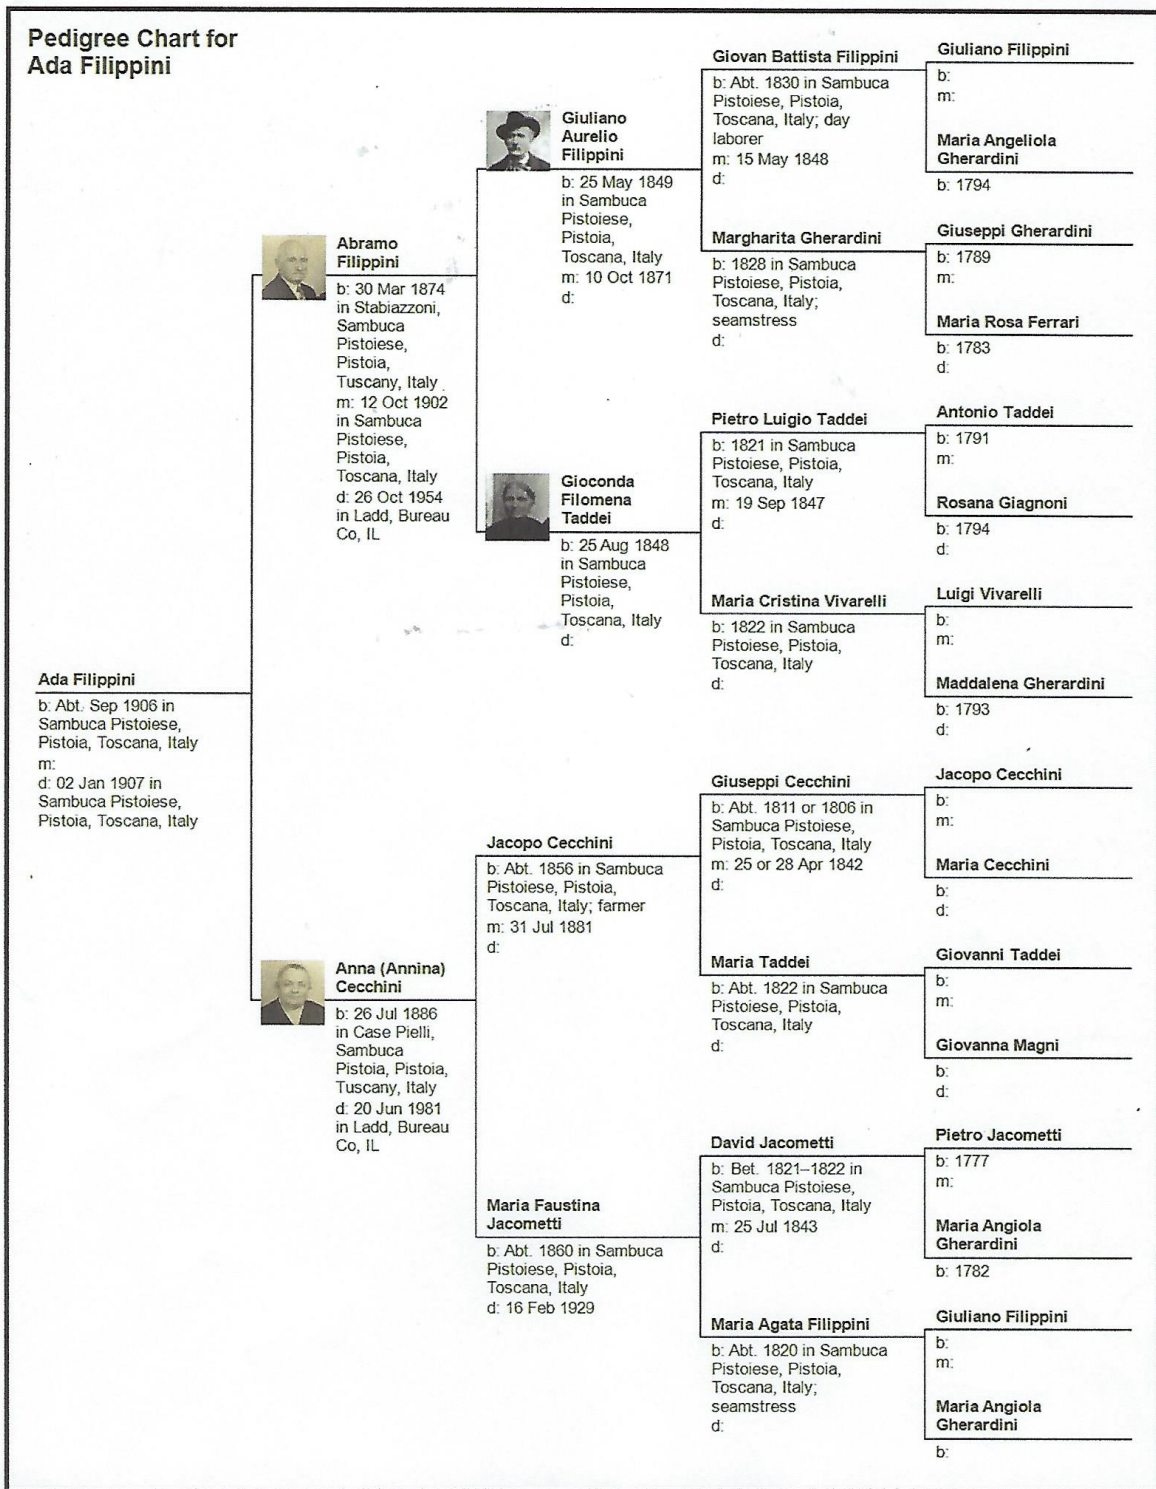 Pedigree Chart for
Ada Filippini
Ada Filippini
b: Abt. Sep 1906 in
Sambuca Pistoiese,
Pistoia, Toscana, Italy
m:
d: 02 Jan 1907 in
Sambuca Pistoiese,
Pistoia, Toscana, Italy
Abramo
Filippini
b: 30 Mar 1874
in Stabiazzoni,
Sambuca
Pistoiese,
Pistoia,
Tuscany, Italy
m: 12 Oct 1902
in Sambuca
Pistoiese,
Pistoia,
Toscana, Italy
d: 26 Oct 1954
in Ladd, Bureau
Co, IL
Anna (Annina)
Cecchini
b: 26 Jul 1886
in Case Pielli,
Sambuca
Pistoia, Pistoia,
Tuscany, Italy
d: 20 Jun 1981
in Ladd, Bureau
Co, IL
Giuliano
Aurelio
Filippini
b: 25 May 1849
in Sambuca
Pistoiese,
Pistoia,
Toscana, Italy
m: 10 Oct 1871
d:
Gioconda
Filomena
Taddei
b: 25 Aug 1848
in Sambuca
Pistoiese,
Pistoia,
Toscana, Italy
d:
Jacopo Cecchini
b: Abt. 1856 in Sambuca
Pistoiese, Pistoia,
Toscana, Italy; farmer
m: 31 Jul 1881
d:
Maria Faustina
Jacometti
b: Abt. 1860 in Sambuca
Pistoiese, Pistoia,
Toscana, Italy
d: 16 Feb 1929
Giovan Battista Filippini
b: Abt. 1830 in Sambuca
Pistoiese, Pistoia,
Toscana, Italy; day
laborer
m: 15 May 1848
d:
Margharita Gherardini
b: 1828 in Sambuca
Pistoiese, Pistoia,
Toscana, Italy;
seamstress
d:
Pietro Luigio Taddei
b: 1821 in Sambuca
Pistoiese, Pistoia,
Toscana, Italy
m: 19 Sep 1847
d:
Maria Cristina Vivarelli
b: 1822 in Sambuca
Pistoiese, Pistoia,
Toscana, Italy
d:
Giuseppi Cecchini
b: Abt. 1811 or 1806 in
Sambuca Pistoiese,
Pistoia, Toscana, Italy
m: 25 or 28 Apr 1842
d:
Maria Taddei
b: Abt. 1822 in Sambuca
Pistoiese, Pistoia,
Toscana, Italy
d:
David Jacometti
b: Bet. 1821–1822 in
Sambuca Pistoiese,
Pistoia, Toscana, Italy
m: 25 Jul 1843
d:
Maria Agata Filippini
b: Abt. 1820 in Sambuca
Pistoiese, Pistoia,
Toscana, Italy;
seamstress
d:
Giuliano Filippini
b:
m:
Maria Angeliola
Gherardini
b: 1794
Giuseppi Gherardini
b: 1789
m:
Maria Rosa Ferrari
b: 1783
d:
Antonio Taddei
b: 1791
m:
Rosana Giagnoni
b: 1794
d:
Luigi Vivarelli
b:
m:
Maddalena Gherardini
b: 1793
d:
Jacopo Cecchini
b:
m:
Maria Cecchini
b:
d:
Giovanni Taddei
b:
m:
Giovanna Magni
b:
d:
Pietro Jacometti
b: 1777
m:
Maria Angiola
Gherardini
b: 1782
Giuliano Filippini
b:
m:
Maria Angiola
Gherardini
b: